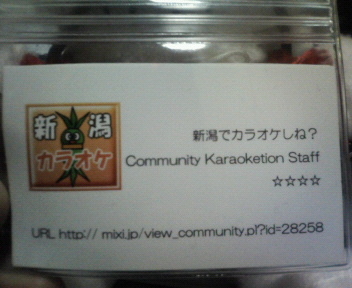 新潟
カラオケ
新潟でカラオケしね？
Community Karaoketion Staff
☆☆☆☆
URL http:// mixi.jp/view_community.pl?id=28258